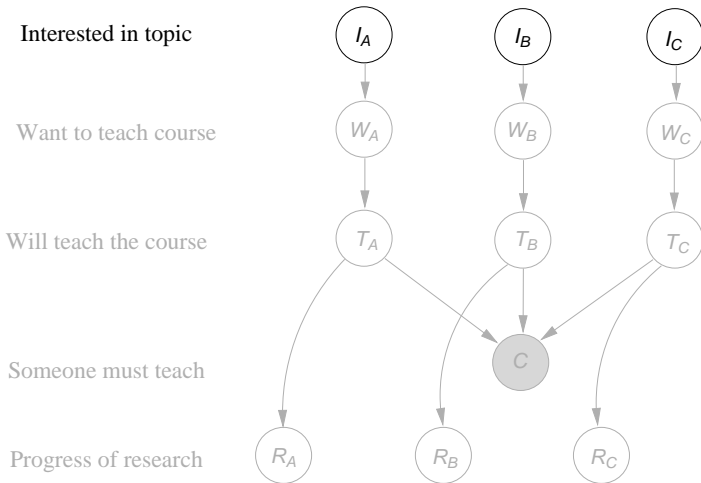 Interested in topic I_A I_B I_C
Want to teach course W_A W_B W_C
Will teach the course T_A T_B T_C
Someone must teach C
Progress of research R_A R_B R_C